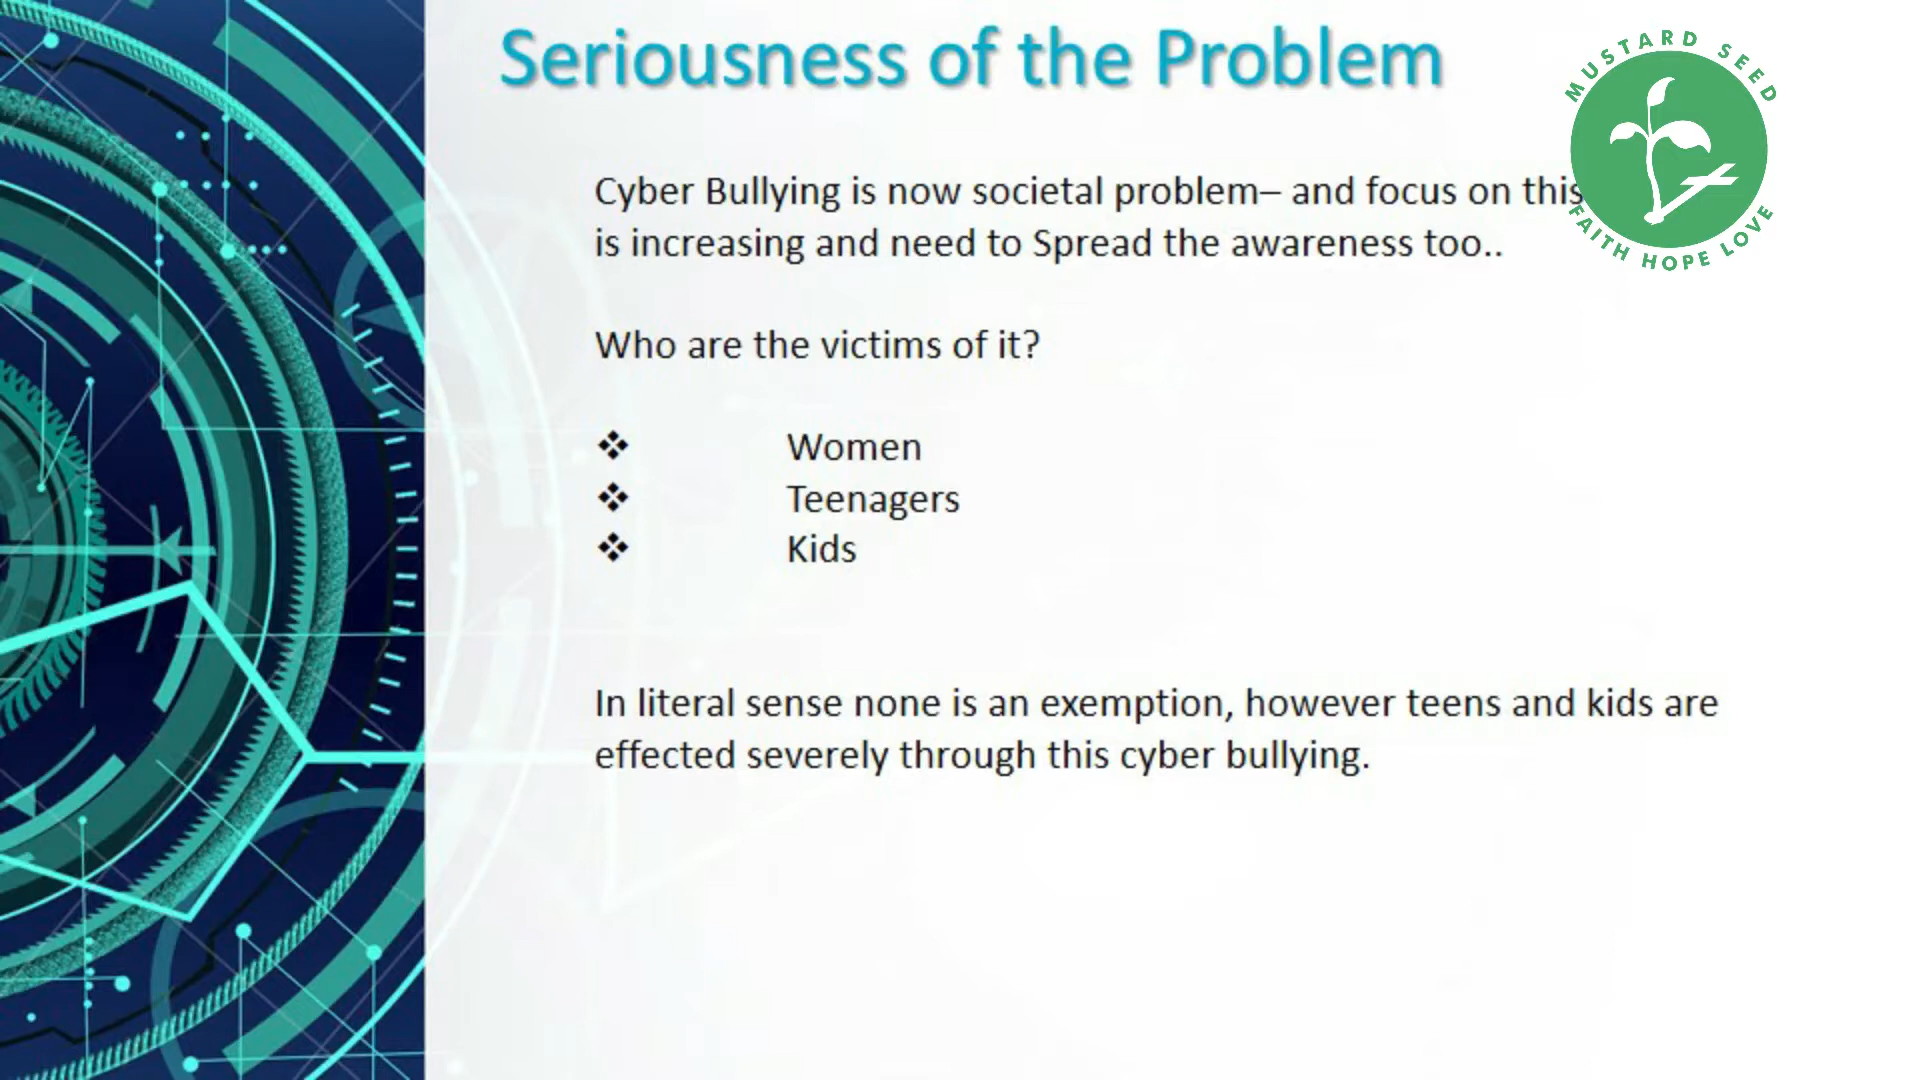 Seriousness of the Problem
MUSTARD SEED
FAITH HOPE LOVE
Cyber Bullying is now societal problem– and focus on this
is increasing and need to Spread the awareness too..
Who are the victims of it?
❖ Women
❖ Teenagers
❖ Kids
In literal sense none is an exemption, however teens and kids are
effected severely through this cyber bullying.